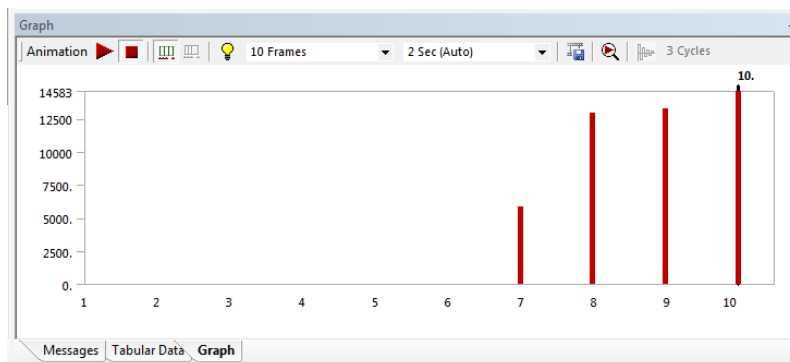 Graph
Animation 10 Frames 2 Sec (Auto) 3 Cycles
10.
14583
12500
10000
7500.
5000.
2500.
0.
1 2 3 4 5 6 7 8 9 10
Messages Tabular Data Graph